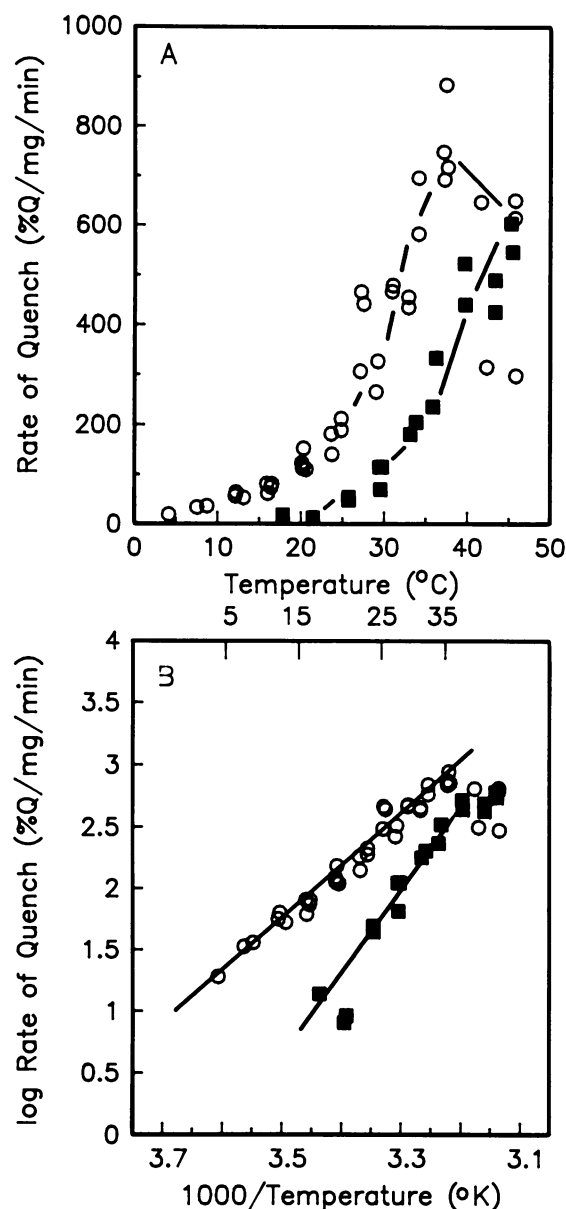 A
1000
800
600
400
200
0
Rate of Quench (%Q/mg/min)
0 10 20 30 40 50
Temperature (°C)
5 15 25 35
B
4
3.5
3
2.5
2
1.5
1
0.5
0
log Rate of Quench (%Q/mg/min)
3.7 3.5 3.3 3.1
1000/Temperature (°K)